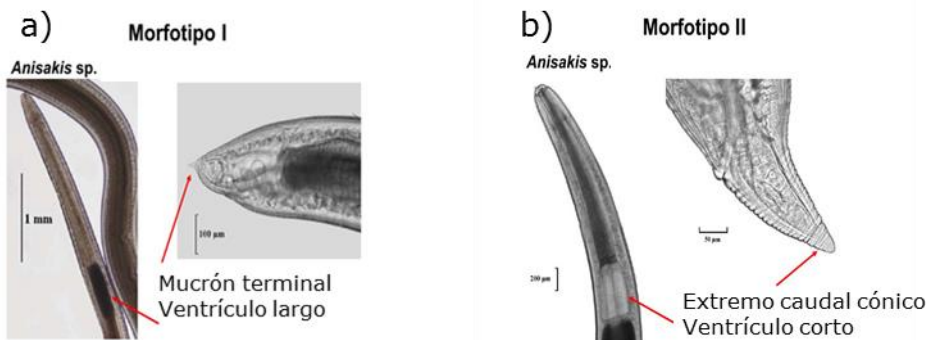 a)
Morfotipo I
Anisakis sp.
1 mm
100 µm
Mucrón terminal
Ventrículo largo
b)
Morfotipo II
Anisakis sp.
200 µm
50 µm
Extremo caudal cónico
Ventrículo corto